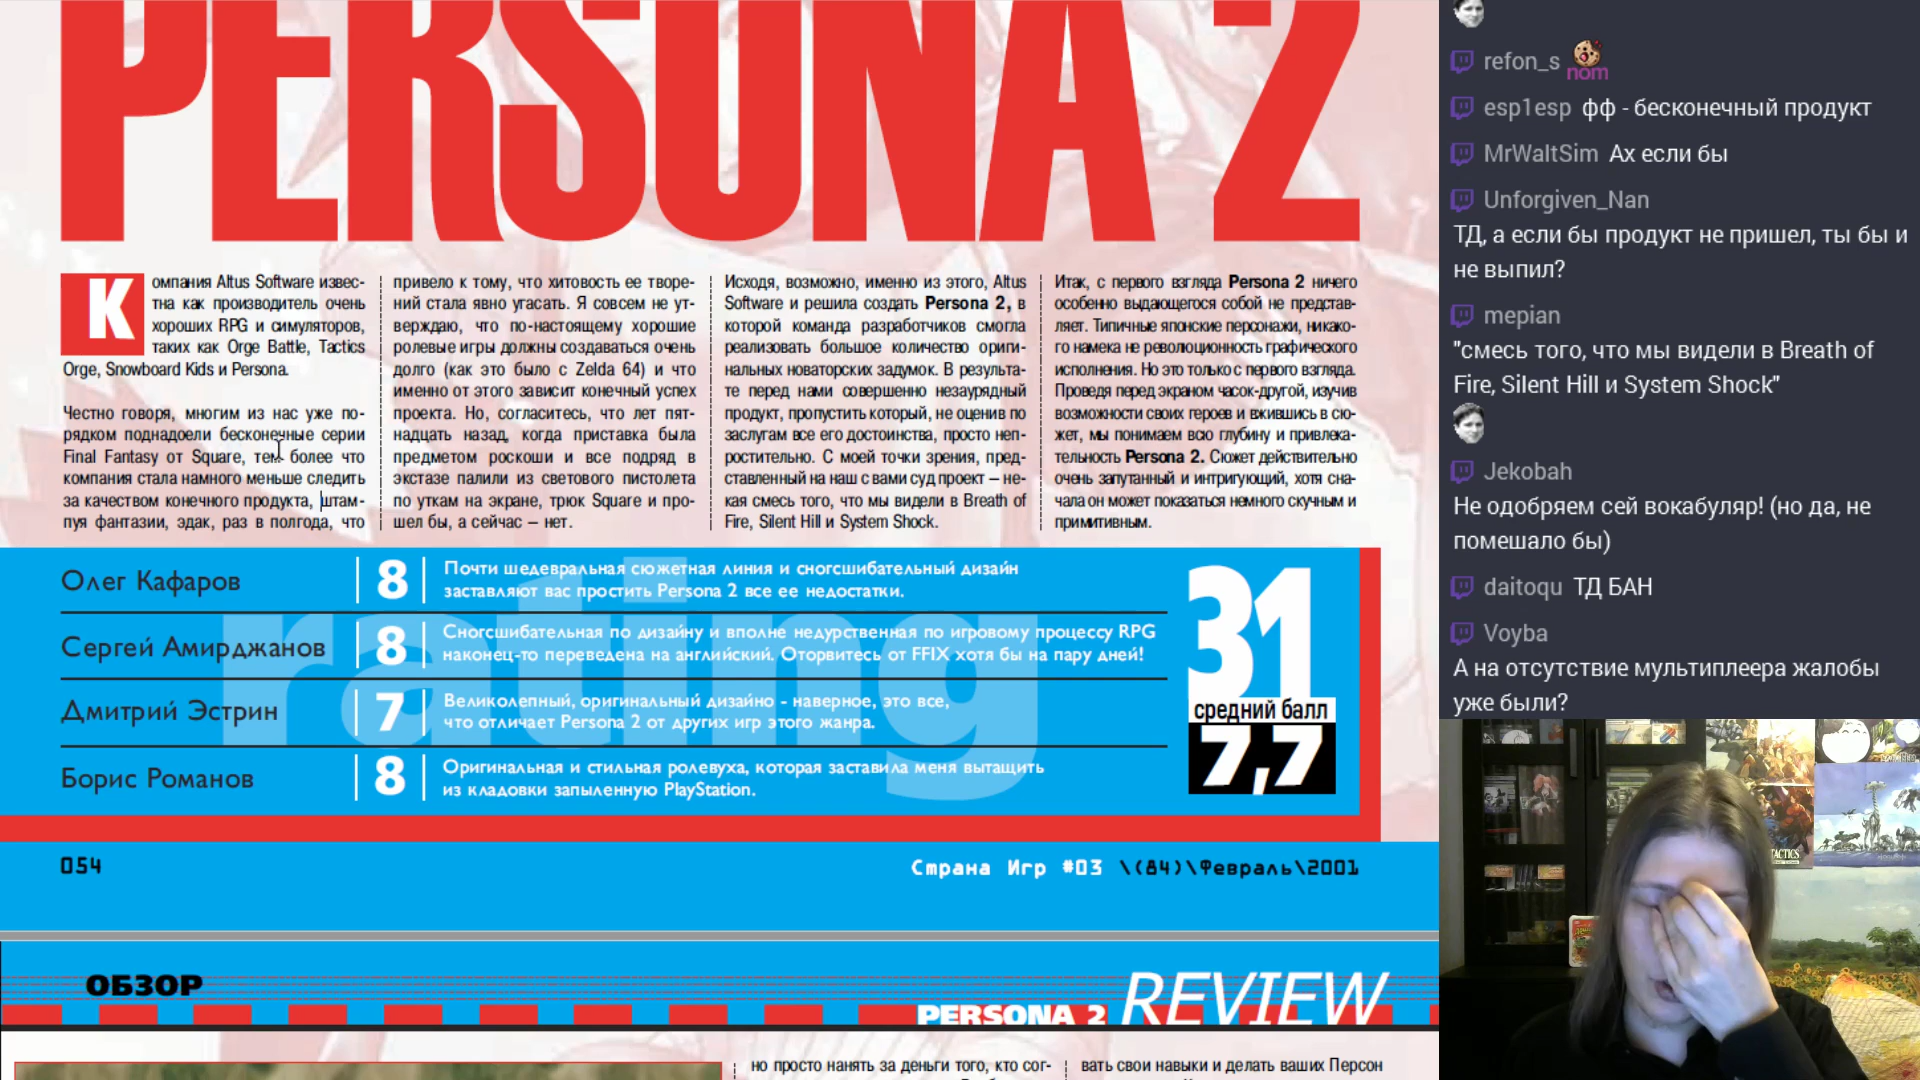 PERSONA 2
Компания Altus Software извес-
тна как производитель очень
хороших RPG и симуляторов,
таких как Orge Battle, Tactics
Orge, Snowboard Kids и Persona.
Честно говоря, многим из нас уже по-
рядком поднадоели бесконечные серии
Final Fantasy от Square, тем более что
компания стала намного меньше следить
за качеством конечного продукта, штам-
пуя фантазии, эдак, раз в полгода, что
привело к тому, что хитовость ее творе-
ний стала явно угасать. Я совсем не ут-
верждаю, что по-настоящему хорошие
ролевые игры должны создаваться очень
долго (как это было с Zelda 64) и что
именно от этого зависит конечный успех
проекта. Но, согласитесь, что лет пят-
надцать назад, когда приставка была
предметом роскоши и все подряд в
экстазе палили из светового пистолета
по уткам на экране, трюк Square и про-
шел бы, а сейчас – нет.
Исходя, возможно, именно из этого, Altus
Software и решила создать Persona 2, в
которой команда разработчиков смогла
реализовать большое количество ориги-
нальных новаторских задумок. В результа-
те перед нами совершенно незаурядный
продукт, пропустить который, не оценив по
заслугам все его достоинства, просто неп-
ростительно. С моей точки зрения, пред-
ставленный на наш с вами суд проект – не-
кая смесь того, что мы видели в Breath of
Fire, Silent Hill и System Shock.
Итак, с первого взгляда Persona 2 ничего
особенно выдающегося собой не представ-
ляет. Типичные японские персонажи, никако-
го намека не революционность графического
исполнения. Но это только с первого взгляда.
Проведя перед экраном часок-другой, изучив
возможности своих героев и вжившись в сю-
жет, мы понимаем всю глубину и привлека-
тельность Persona 2. Сюжет действительно
очень запутанный и интригующий, хотя сна-
чала он может показаться немного скучным и
примитивным.
rating
Олег Кафаров 8 Почти шедевральная сюжетная линия и сногсшибательный дизайн
заставляют вас простить Persona 2 все ее недостатки.
Сергей Амирджанов 8 Сногсшибательная по дизайну и вполне недурственная по игровому процессу RPG
наконец-то переведена на английский. Оторвитесь от FFIX хотя бы на пару дней!
Дмитрий Эстрин 7 Великолепный, оригинальный дизайно - наверное, это все,
что отличает Persona 2 от других игр этого жанра.
Борис Романов 8 Оригинальная и стильная ролевуха, которая заставила меня вытащить
из кладовки запыленную PlayStation.
31
средний балл
7,7
054
Страна Игр #03 \(84)\Февраль\2001
ОБЗОР
PERSONA 2 REVIEW
но просто нанять за деньги того, кто сог-
вать свои навыки и делать ваших Персон
refon_s nom
esp1esp фф - бесконечный продукт
MrWaltSim Ах если бы
Unforgiven_Nan
ТД, а если бы продукт не пришел, ты бы и
не выпил?
mepian
"смесь того, что мы видели в Breath of
Fire, Silent Hill и System Shock"
Jekobah
Не одобряем сей вокабуляр! (но да, не
помешало бы)
daitoqu ТД БАН
Voyba
А на отсутствие мультиплеера жалобы
уже были?
TACTICS